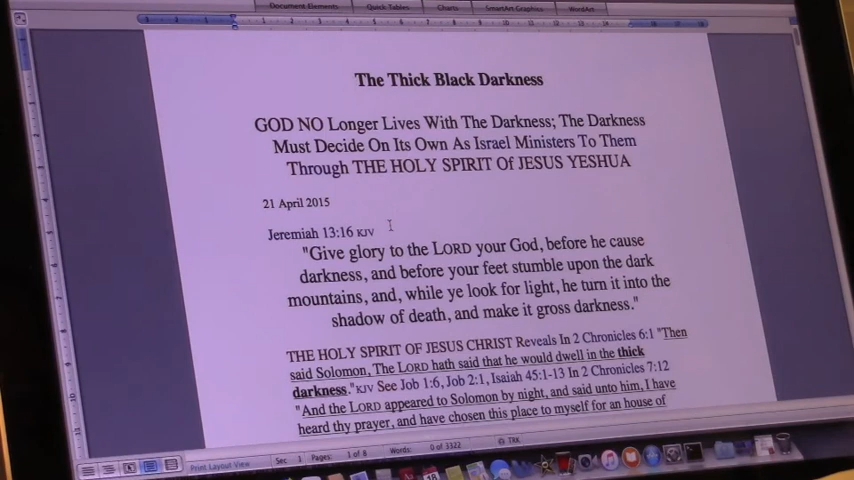 Document Elements Quick Tables Charts SmartArt Graphics WordArt
The Thick Black Darkness
GOD NO Longer Lives With The Darkness; The Darkness
Must Decide On Its Own As Israel Ministers To Them
Through THE HOLY SPIRIT Of JESUS YESHUA
21 April 2015
Jeremiah 13:16 KJV
"Give glory to the LORD your God, before he cause
darkness, and before your feet stumble upon the dark
mountains, and, while ye look for light, he turn it into the
shadow of death, and make it gross darkness."
THE HOLY SPIRIT OF JESUS CHRIST Reveals In 2 Chronicles 6:1 "Then
said Solomon, The LORD hath said that he would dwell in the thick
darkness."KJV See Job 1:6, Job 2:1, Isaiah 45:1-13 In 2 Chronicles 7:12
"And the LORD appeared to Solomon by night, and said unto him, I have
heard thy prayer, and have chosen this place to myself for an house of
Print Layout View Sec 1 Pages: 1 of 8 Words: 0 of 3322 TRK